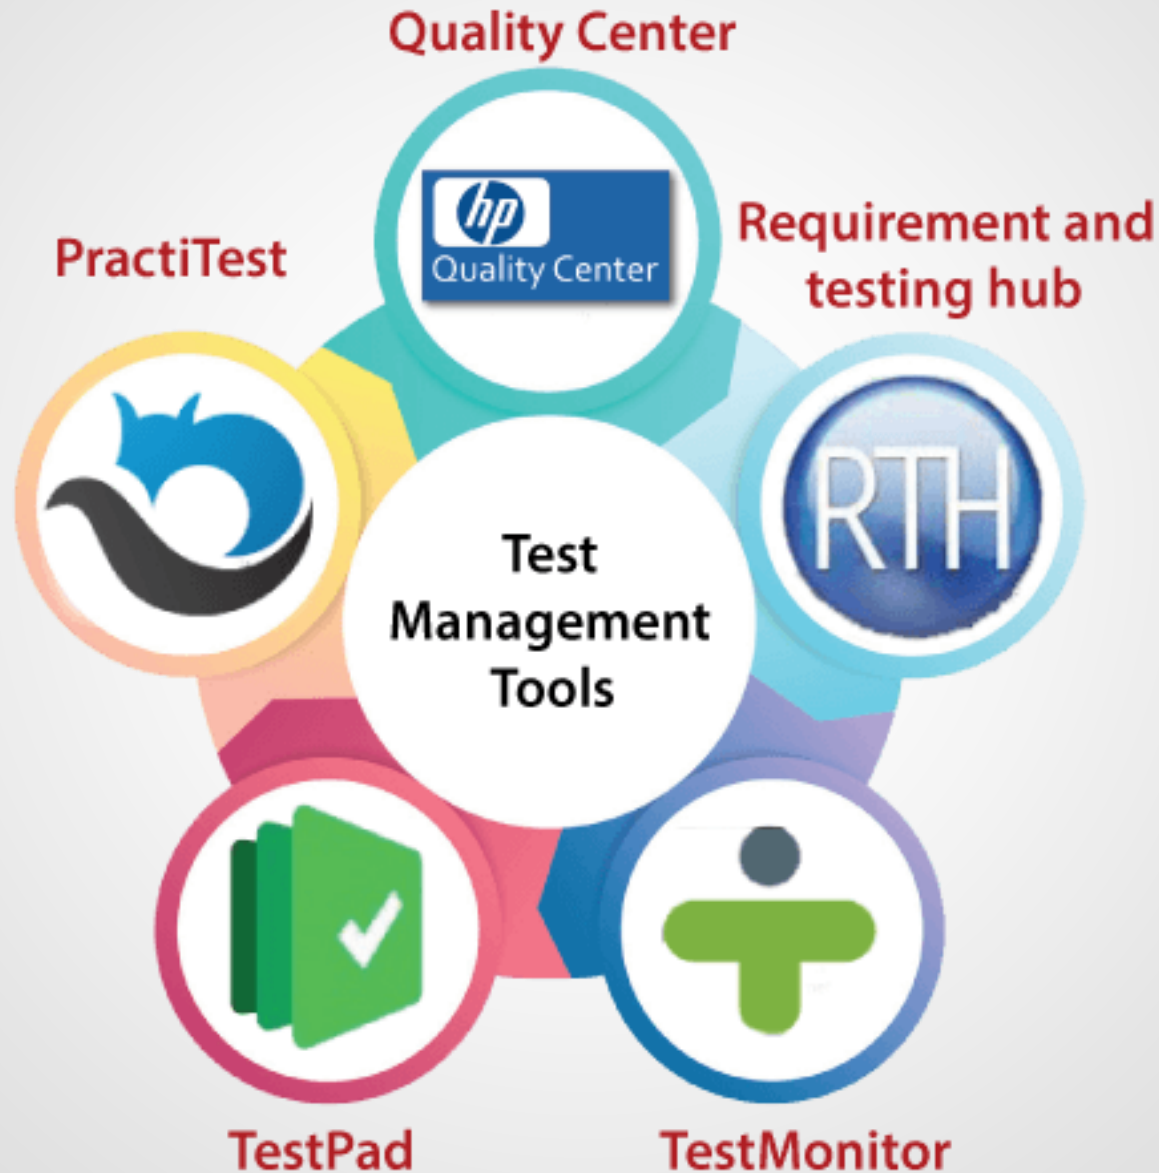 Quality Center
hp
Quality Center
PractiTest
Requirement and
testing hub
RTH
Test
Management
Tools
TestPad
TestMonitor